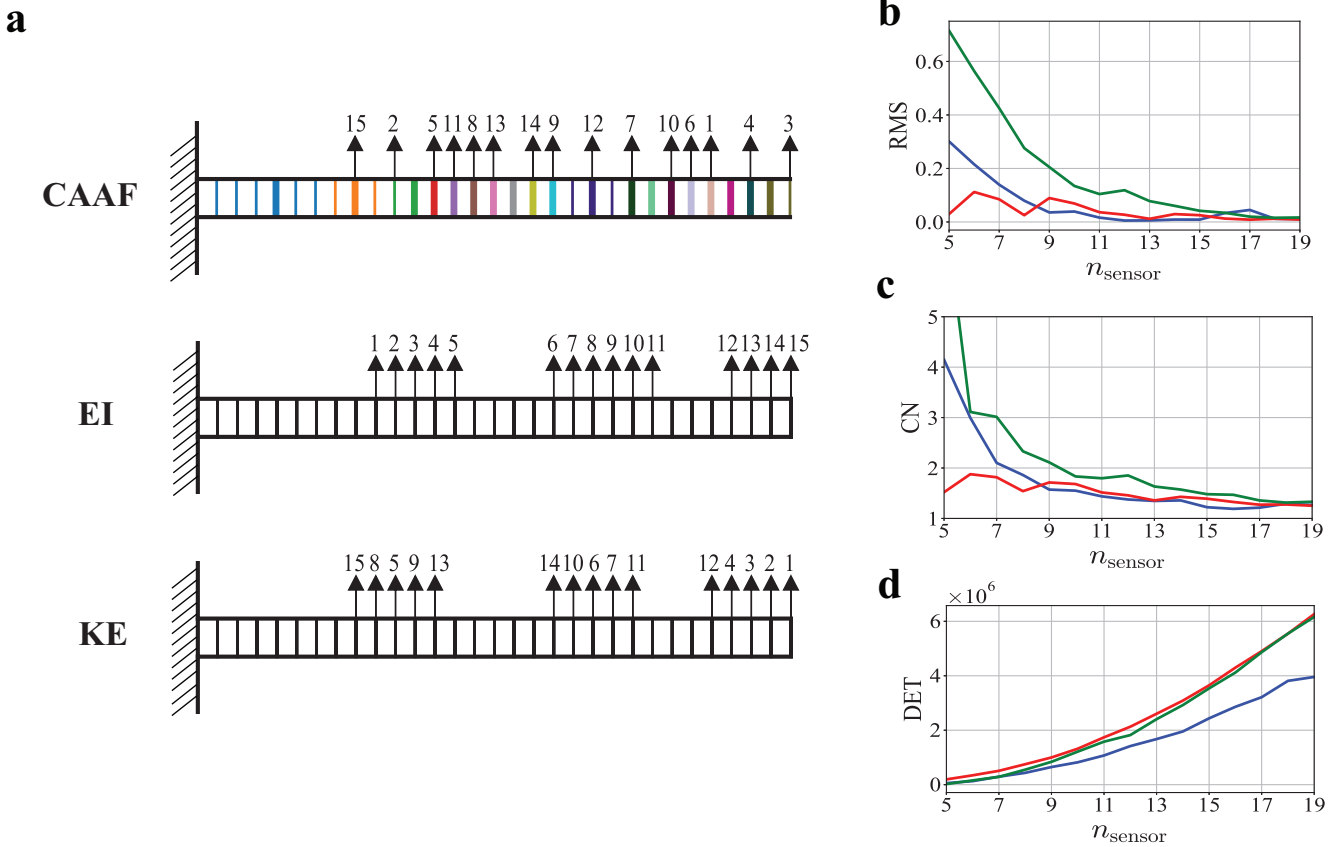 a
CAAF
15 2 5 11 8 13 14 9 12 7 10 6 1 4 3
EI
1 2 3 4 5 6 7 8 9 10 11 12 13 14 15
KE
15 8 5 9 13 14 10 6 7 11 12 4 3 2 1
b
RMS
0.6
0.4
0.2
0.0
5 7 9 11 13 15 17 19
n_sensor
c
CN
5
4
3
2
1
5 7 9 11 13 15 17 19
n_sensor
d
×10⁶
DET
6
4
2
0
5 7 9 11 13 15 17 19
n_sensor